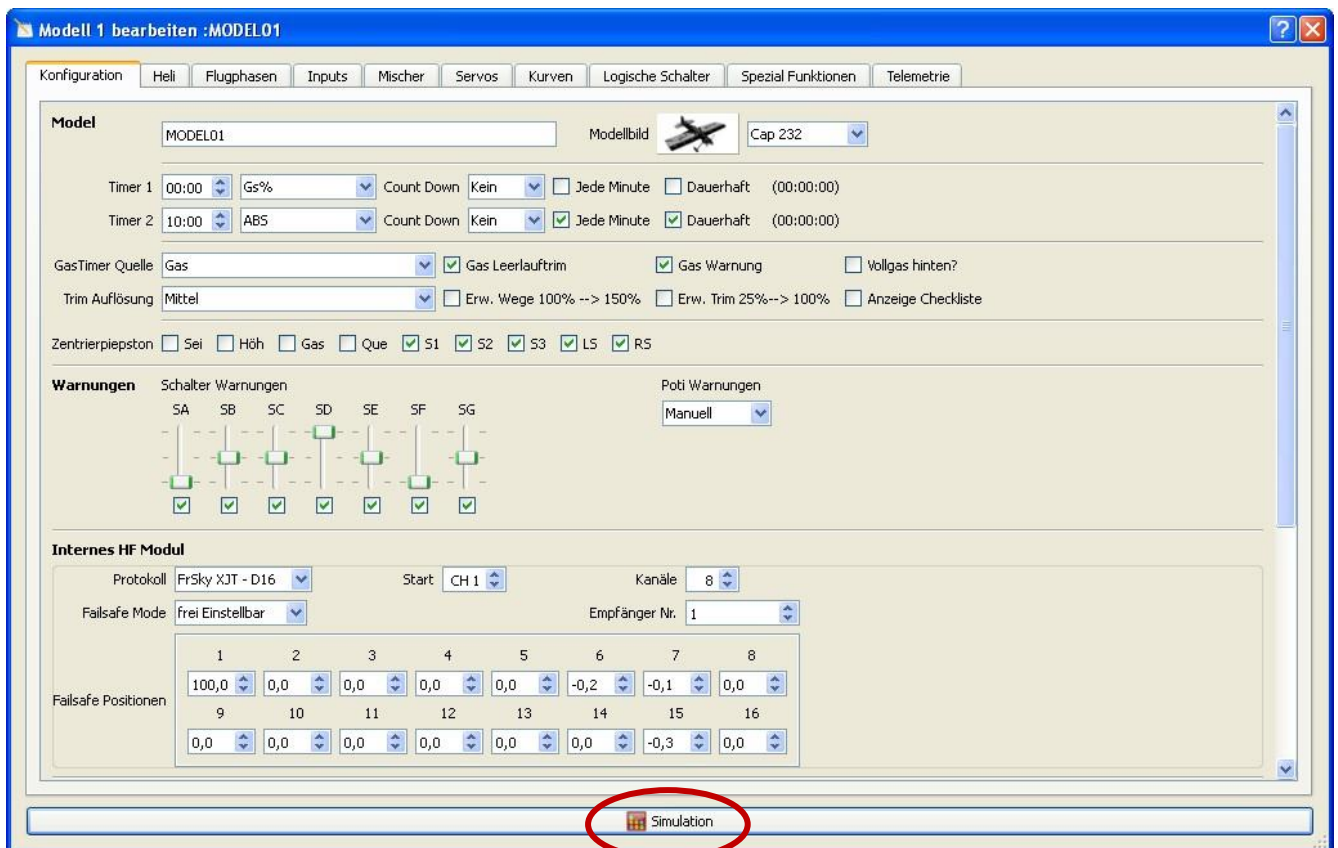 Modell 1 bearbeiten :MODEL01
Konfiguration Heli Flugphasen Inputs Mischer Servos Kurven Logische Schalter Spezial Funktionen Telemetrie
Model MODEL01 Modellbild Cap 232
Timer 1 00:00 Gs% Count Down Kein Jede Minute Dauerhaft (00:00:00)
Timer 2 10:00 ABS Count Down Kein Jede Minute Dauerhaft (00:00:00)
GasTimer Quelle Gas Gas Leerlauftrim Gas Warnung Vollgas hinten?
Trim Auflösung Mittel Erw. Wege 100% --> 150% Erw. Trim 25%--> 100% Anzeige Checkliste
Zentrierpiepston Sei Höh Gas Que S1 S2 S3 LS RS
Warnungen Schalter Warnungen Poti Warnungen
SA SB SC SD SE SF SG
Manuell
Internes HF Modul
Protokoll FrSky XJT - D16 Start CH 1 Kanäle 8
Failsafe Mode frei Einstellbar Empfänger Nr. 1
1 2 3 4 5 6 7 8
100,0 0,0 0,0 0,0 0,0 -0,2 -0,1 0,0
Failsafe Positionen
9 10 11 12 13 14 15 16
0,0 0,0 0,0 0,0 0,0 0,0 -0,3 0,0
Simulation